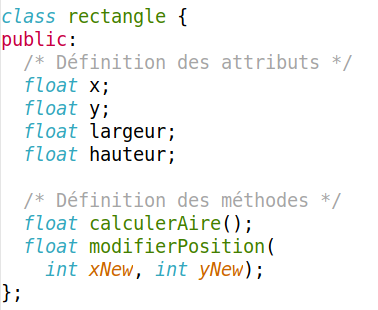 class rectangle {
public:
  /* Définition des attributs */
  float x;
  float y;
  float largeur;
  float hauteur;

  /* Définition des méthodes */
  float calculerAire();
  float modifierPosition(
    int xNew, int yNew);
};